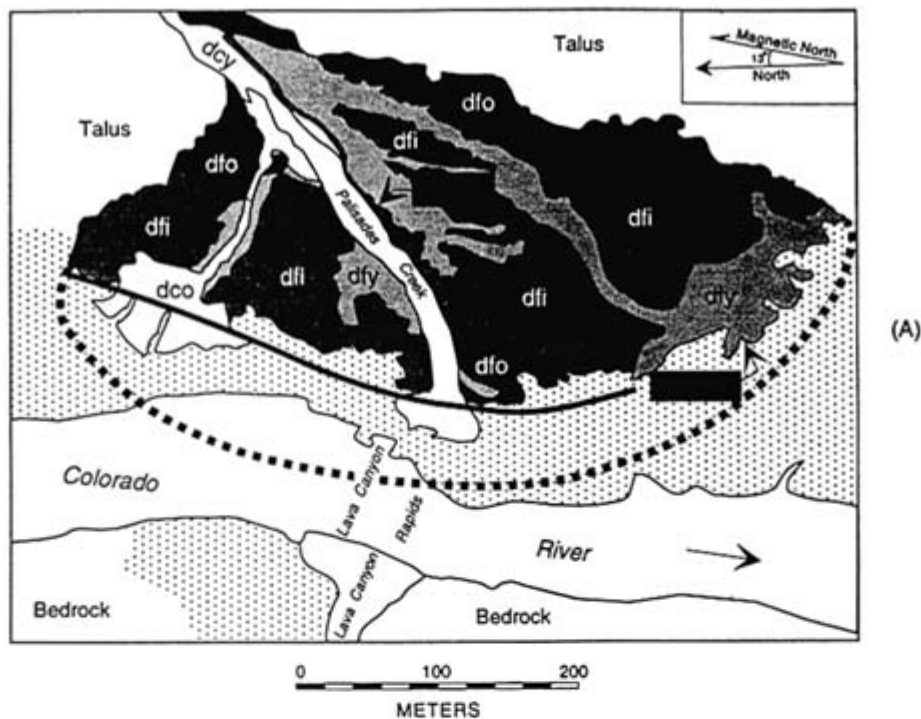 Talus
Magnetic North
13°
North
dcy
dfo
Talus
dfi
dfo
dfi
dfi
Palisades
Creek
dco
dfi
dfy
dfi
dfy
dfo
(A)
Colorado
Lava Canyon
Rapids
River
Lava Canyon
Bedrock
Bedrock
0 100 200
METERS